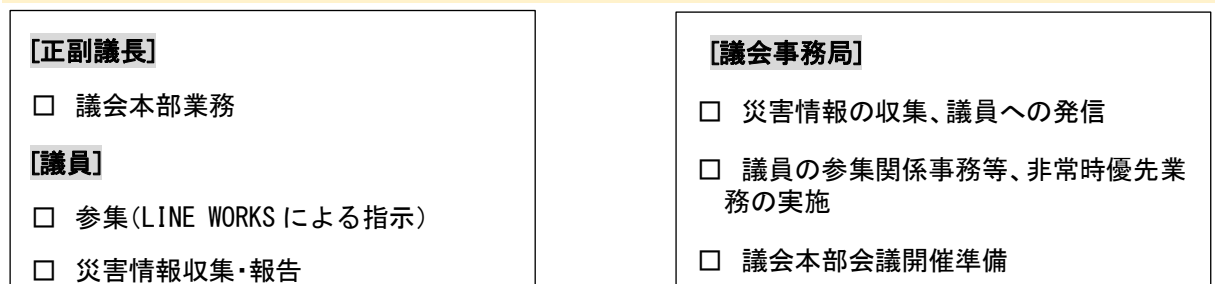 [正副議長]
□ 議会本部業務
[議員]
□ 参集(LINE WORKSによる指示)
□ 災害情報収集・報告
[議会事務局]
□ 災害情報の収集、議員への発信
□ 議員の参集関係事務等、非常時優先業
務の実施
□ 議会本部会議開催準備